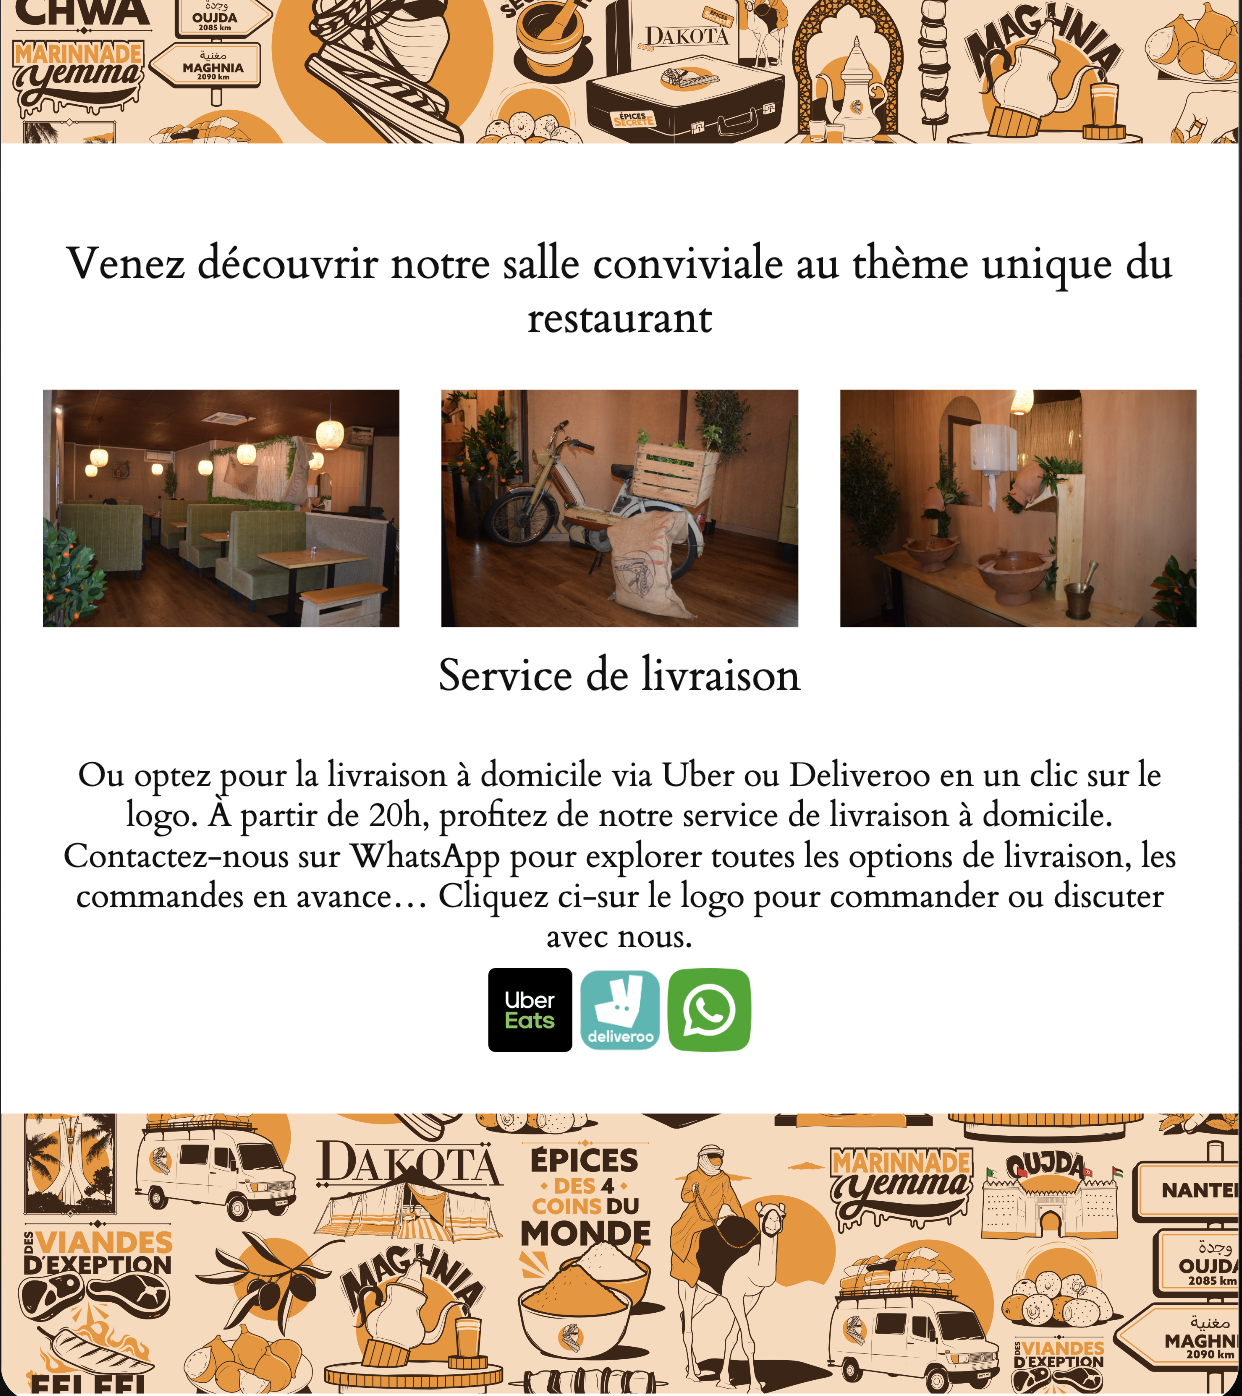 CHWA
MARINNADE
Yemma
وجدة
OUJDA
2085 km
مغنية
MAGHNIA
2090 km
DAKOTA
ÉPICES
ÉPICES
SECRÈTE
MAGHNIA
Venez découvrir notre salle conviviale au thème unique du
restaurant
Service de livraison
Ou optez pour la livraison à domicile via Uber ou Deliveroo en un clic sur le
logo. À partir de 20h, profitez de notre service de livraison à domicile.
Contactez-nous sur WhatsApp pour explorer toutes les options de livraison, les
commandes en avance… Cliquez ci-sur le logo pour commander ou discuter
avec nous.
Uber
Eats
deliveroo
DAKOTA
ÉPICES
DES 4
COINS DU
MONDE
MARINNADE
Yemma
OUJDA
NANTE
DES VIANDES
D'EXEPTION
MAGHNIA
وجدة
OUJDA
2085 km
مغنية
MAGHNI
2090 km
DES VIANDES
D'EXEPTION
FELFEL